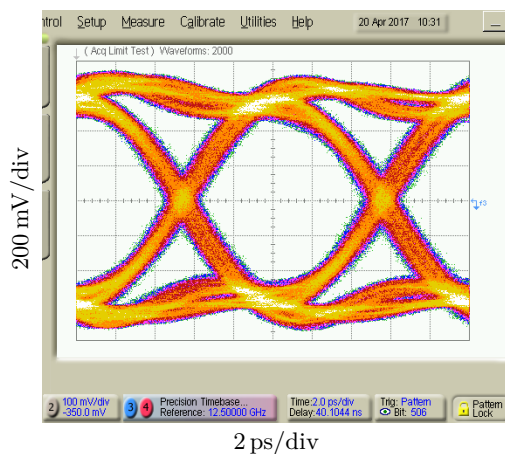 ntrol Setup Measure Calibrate Utilities Help 20 Apr 2017 10:31
( Acq Limit Test ) Waveforms: 2000
200 mV/div
f3
2 100 mV/div
-350.0 mV
3 4 Precision Timebase...
Reference: 12.50000 GHz
Time:2.0 ps/div
Delay:40.1044 ns
Trig: Pattern
Bit: 506
Pattern
Lock
2 ps/div